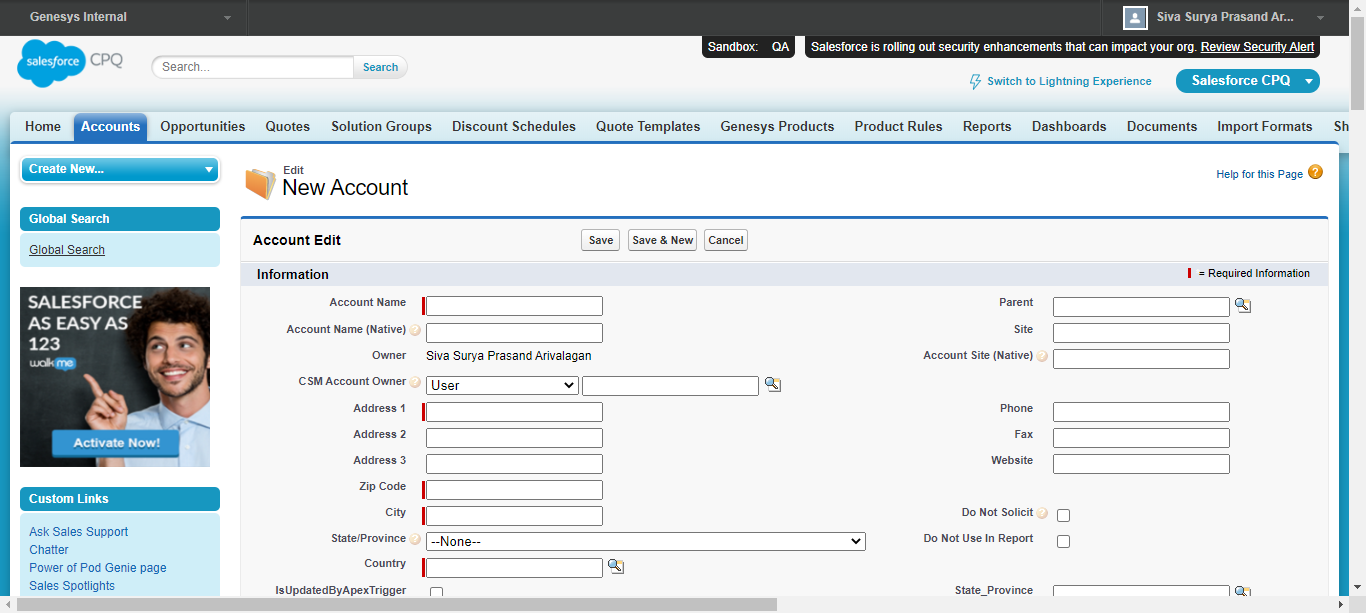 Genesys Internal
Siva Surya Prasand Ar...
salesforce CPQ
Search...
Search
Sandbox: QA
Salesforce is rolling out security enhancements that can impact your org. Review Security Alert
Switch to Lightning Experience
Salesforce CPQ
Home Accounts Opportunities Quotes Solution Groups Discount Schedules Quote Templates Genesys Products Product Rules Reports Dashboards Documents Import Formats Sh
Create New...
Global Search
Global Search
SALESFORCE
AS EASY AS
123
walkme
Activate Now!
Custom Links
Ask Sales Support
Chatter
Power of Pod Genie page
Sales Spotlights
Edit
New Account
Help for this Page ?
Account Edit
Save
Save & New
Cancel
Information
= Required Information
Account Name
Parent
Account Name (Native) ?
Site
Owner Siva Surya Prasand Arivalagan
Account Site (Native) ?
CSM Account Owner ? User
Address 1
Phone
Address 2
Fax
Address 3
Website
Zip Code
City
Do Not Solicit ?
State/Province ? --None--
Do Not Use In Report
Country
IsUpdatedByApexTrigger
State_Province